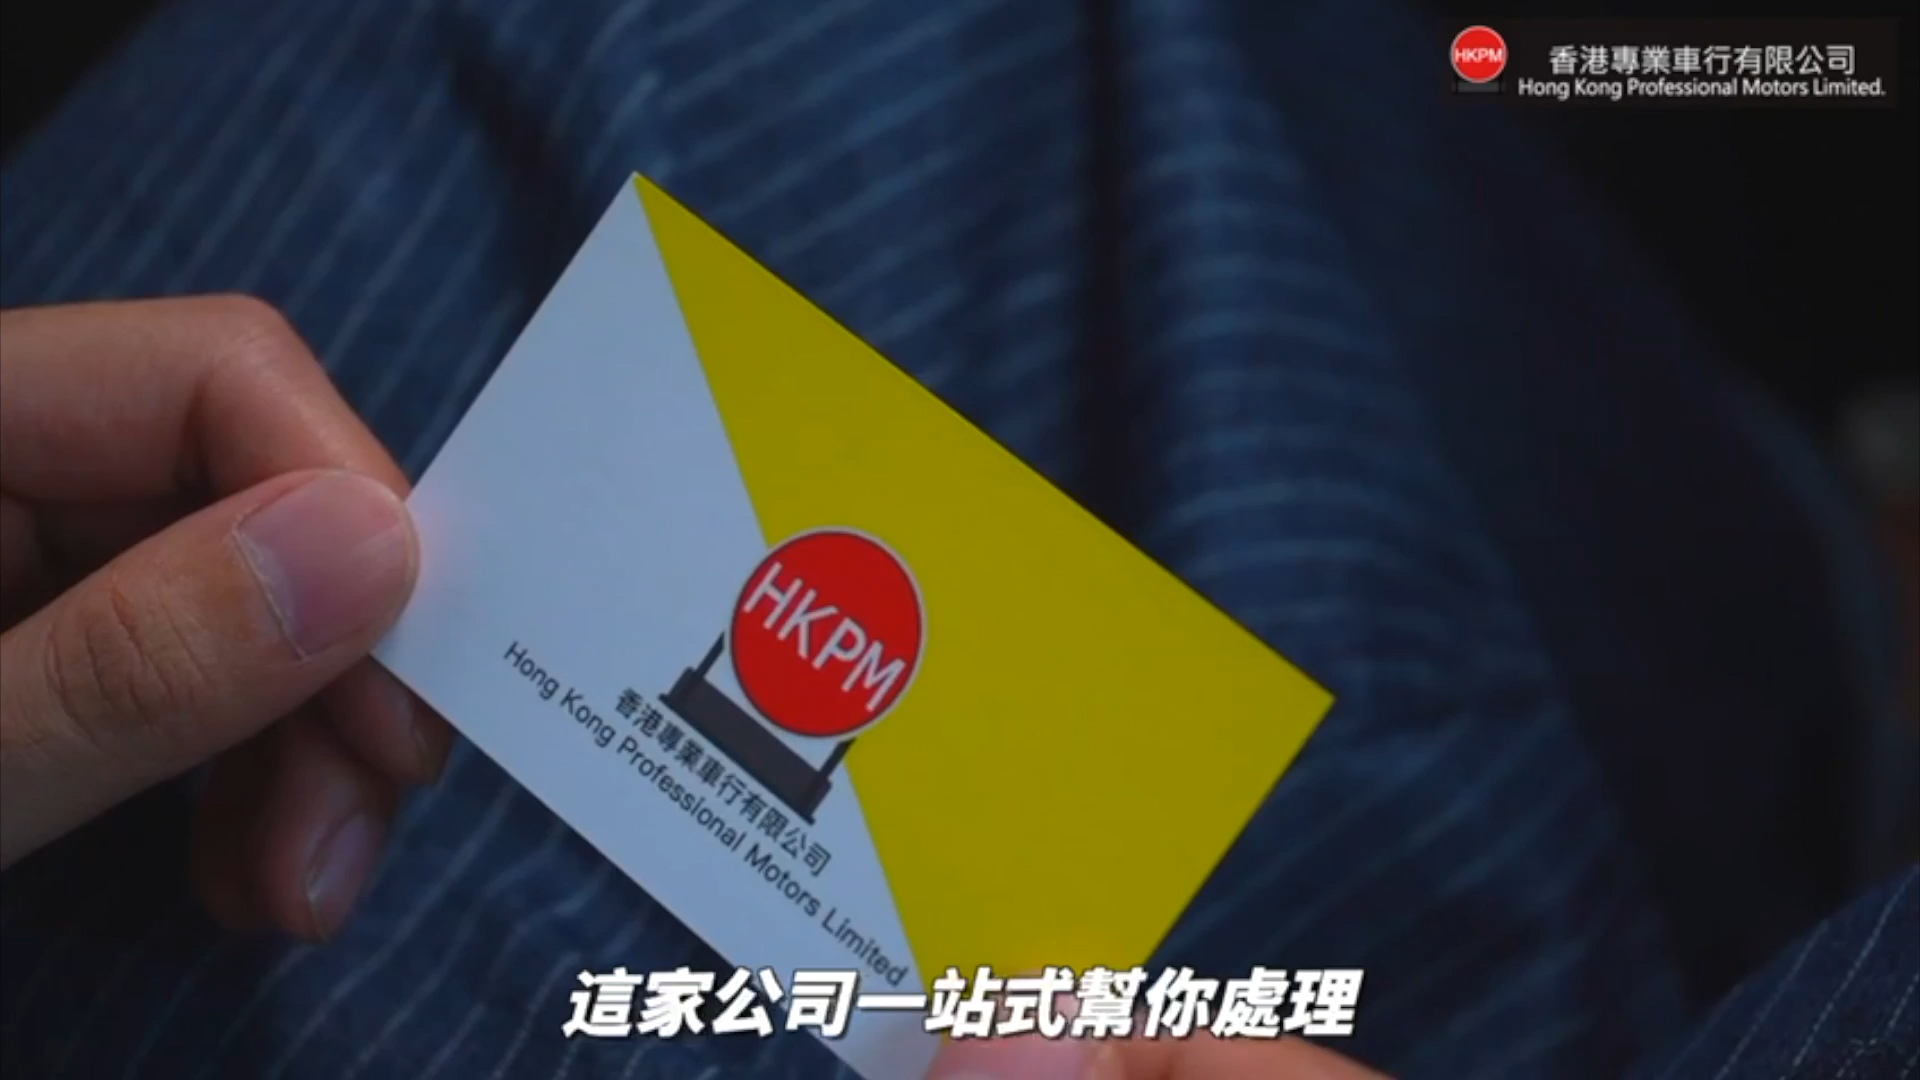 HKPM
香港專業車行有限公司
Hong Kong Professional Motors Limited.
HKPM
香港專業車行有限公司
Hong Kong Professional Motors Limited
這家公司一站式幫你處理